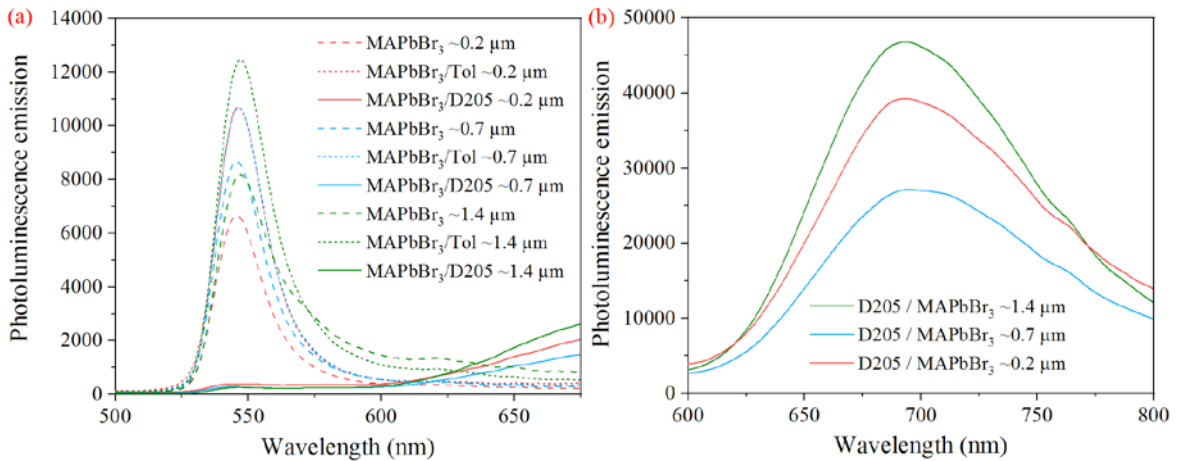 (a)
Photoluminescence emission
14000
12000
10000
8000
6000
4000
2000
0
500
550
600
650
Wavelength (nm)
MAPbBr₃ ~0.2 µm
MAPbBr₃/Tol ~0.2 µm
MAPbBr₃/D205 ~0.2 µm
MAPbBr₃ ~0.7 µm
MAPbBr₃/Tol ~0.7 µm
MAPbBr₃/D205 ~0.7 µm
MAPbBr₃ ~1.4 µm
MAPbBr₃/Tol ~1.4 µm
MAPbBr₃/D205 ~1.4 µm
(b)
Photoluminescence emission
50000
40000
30000
20000
10000
0
600
650
700
750
800
Wavelength (nm)
D205 / MAPbBr₃ ~1.4 µm
D205 / MAPbBr₃ ~0.7 µm
D205 / MAPbBr₃ ~0.2 µm